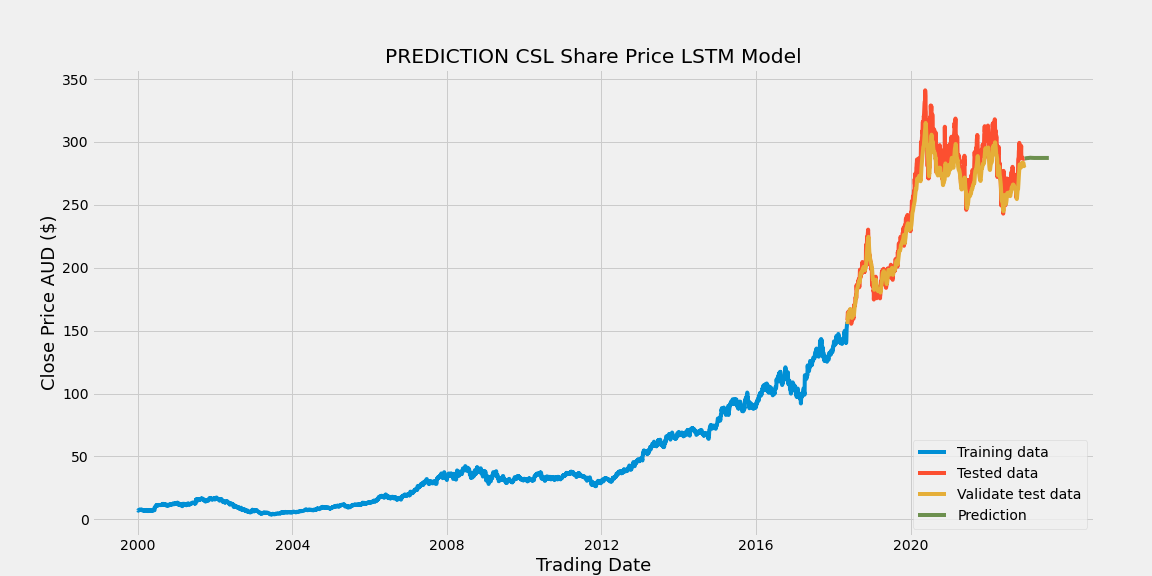 PREDICTION CSL Share Price LSTM Model
Close Price AUD ($)
350
300
250
200
150
100
50
0
2000 2004 2008 2012 2016 2020
Trading Date
Training data
Tested data
Validate test data
Prediction